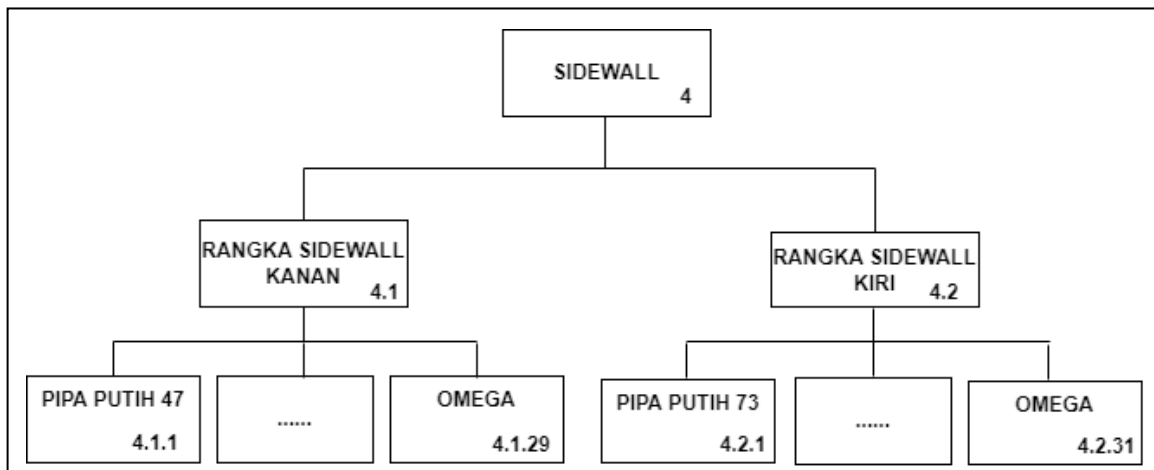 SIDEWALL
4
RANGKA SIDEWALL
KANAN
4.1
RANGKA SIDEWALL
KIRI
4.2
PIPA PUTIH 47
4.1.1
......
OMEGA
4.1.29
PIPA PUTIH 73
4.2.1
......
OMEGA
4.2.31